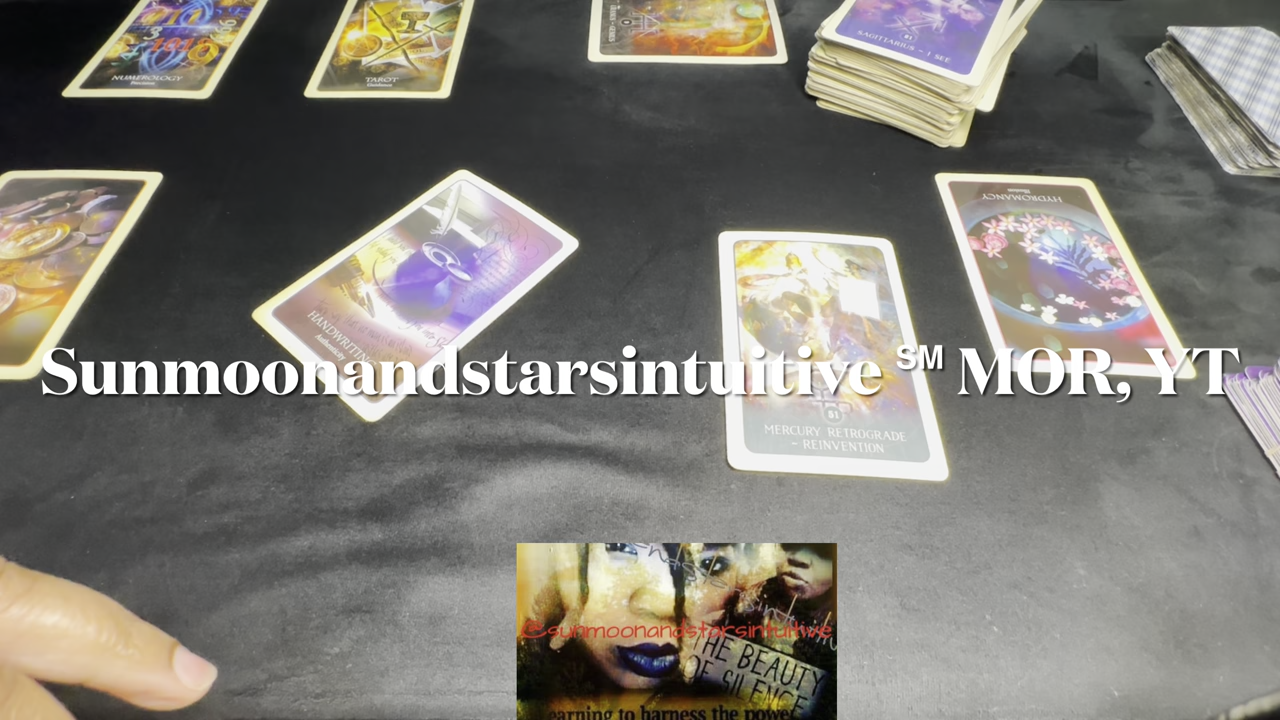 NUMEROLOGY
TAROT
Guidance
SAGITTARIUS - I SEE
HYDROMANCY
HANDWRITING
Authenticity
Sunmoonandstarsintuitive ℠ MOR, YT
51
MERCURY RETROGRADE
- REINVENTION
@sunmoonandstarsintuitive
THE BEAUTY
OF SILENCE
earning to harness the power